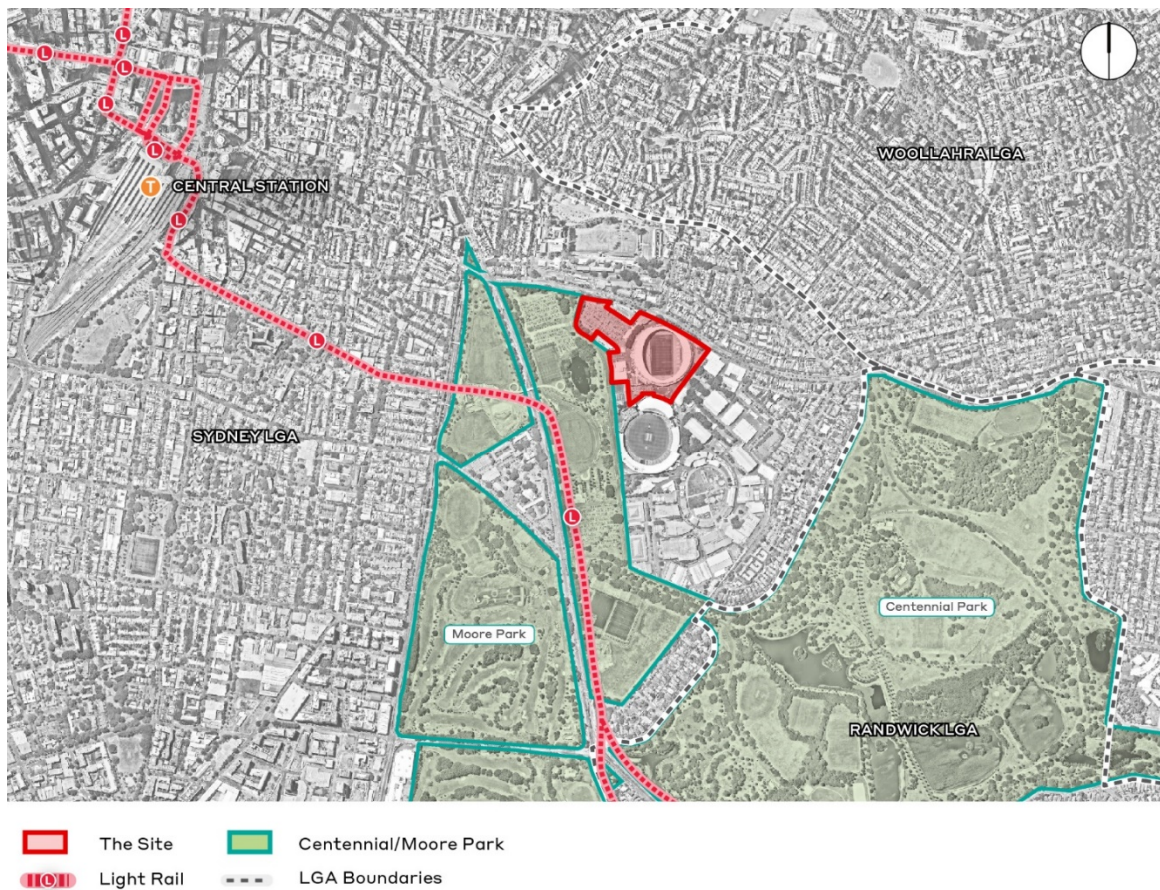 L
L
L
L
WOOLLAHRA LGA
L
T CENTRAL STATION
L
L
SYDNEY LGA
L
Centennial Park
Moore Park
RANDWICK LGA
The Site
Centennial/Moore Park
L
Light Rail
LGA Boundaries